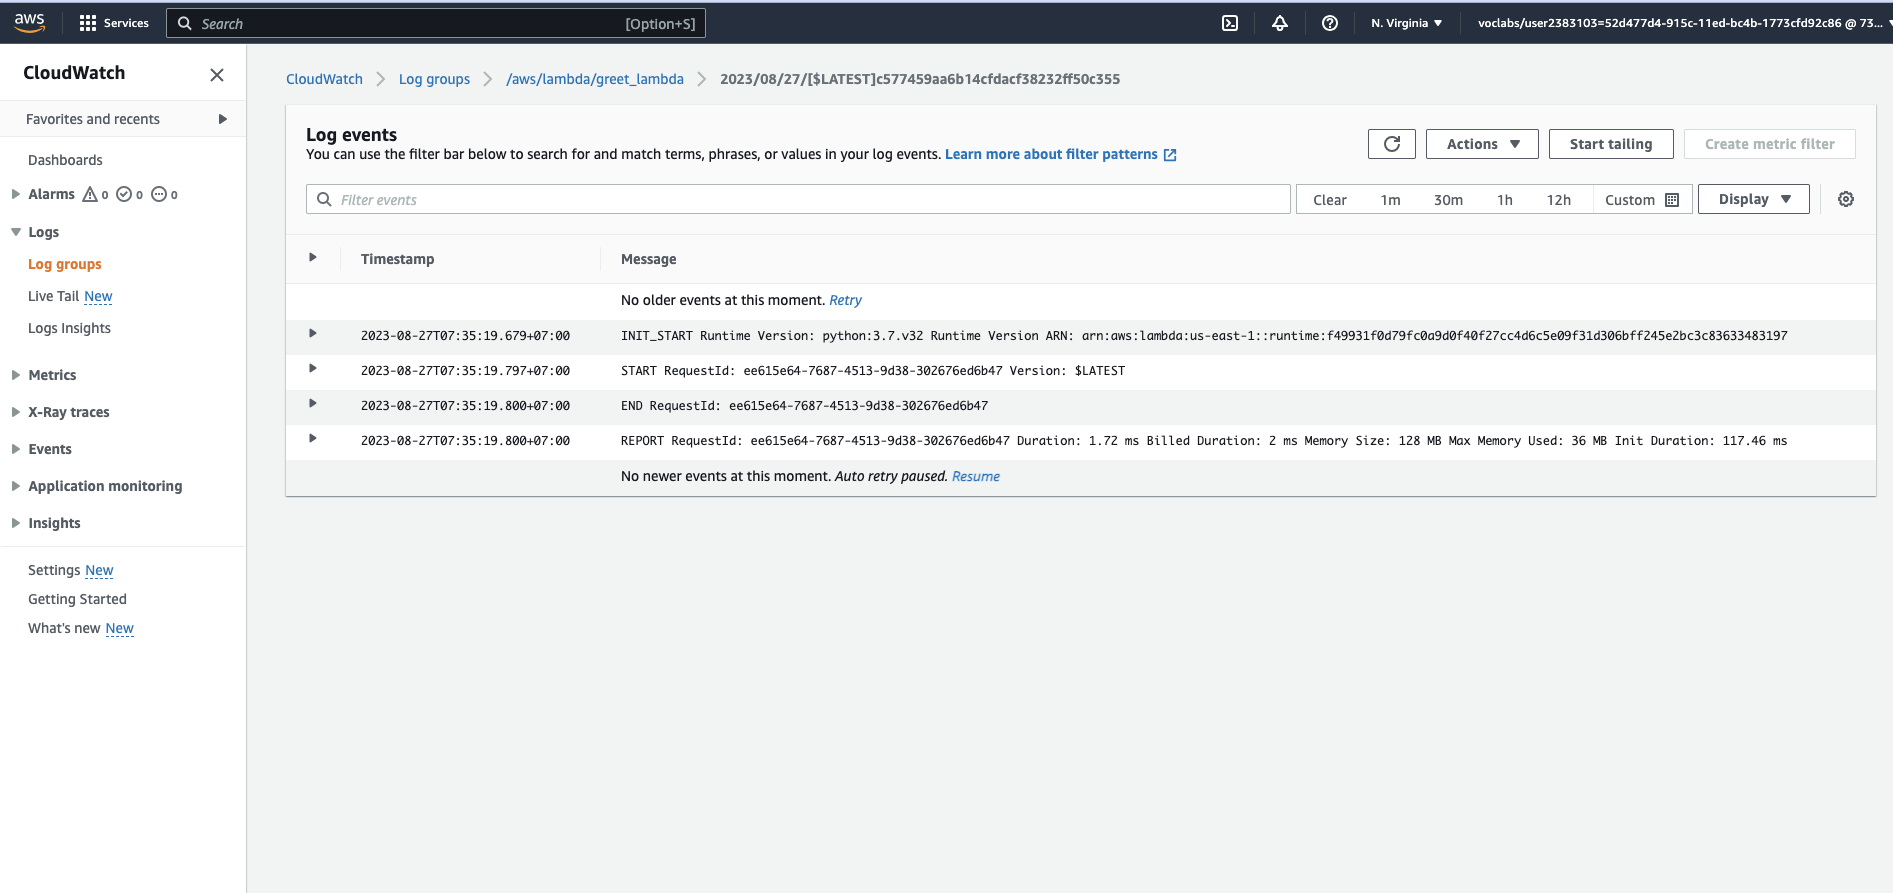 aws Services Search [Option+S] N. Virginia voclabs/user2383103=52d477d4-915c-11ed-bc4b-1773cfd92c86 @ 73...
CloudWatch
Favorites and recents
Dashboards
Alarms 0 0 0
Logs
Log groups
Live Tail New
Logs Insights
Metrics
X-Ray traces
Events
Application monitoring
Insights
Settings New
Getting Started
What's new New
CloudWatch Log groups /aws/lambda/greet_lambda 2023/08/27/[$LATEST]c577459aa6b14cfdacf38232ff50c355
Log events
You can use the filter bar below to search for and match terms, phrases, or values in your log events. Learn more about filter patterns
Actions Start tailing Create metric filter
Filter events Clear 1m 30m 1h 12h Custom Display
Timestamp Message
No older events at this moment. Retry
2023-08-27T07:35:19.679+07:00 INIT_START Runtime Version: python:3.7.v32 Runtime Version ARN: arn:aws:lambda:us-east-1::runtime:f49931f0d79fc0a9d0f40f27cc4d6c5e09f31d306bff245e2bc3c83633483197
2023-08-27T07:35:19.797+07:00 START RequestId: ee615e64-7687-4513-9d38-302676ed6b47 Version: $LATEST
2023-08-27T07:35:19.800+07:00 END RequestId: ee615e64-7687-4513-9d38-302676ed6b47
2023-08-27T07:35:19.800+07:00 REPORT RequestId: ee615e64-7687-4513-9d38-302676ed6b47 Duration: 1.72 ms Billed Duration: 2 ms Memory Size: 128 MB Max Memory Used: 36 MB Init Duration: 117.46 ms
No newer events at this moment. Auto retry paused. Resume